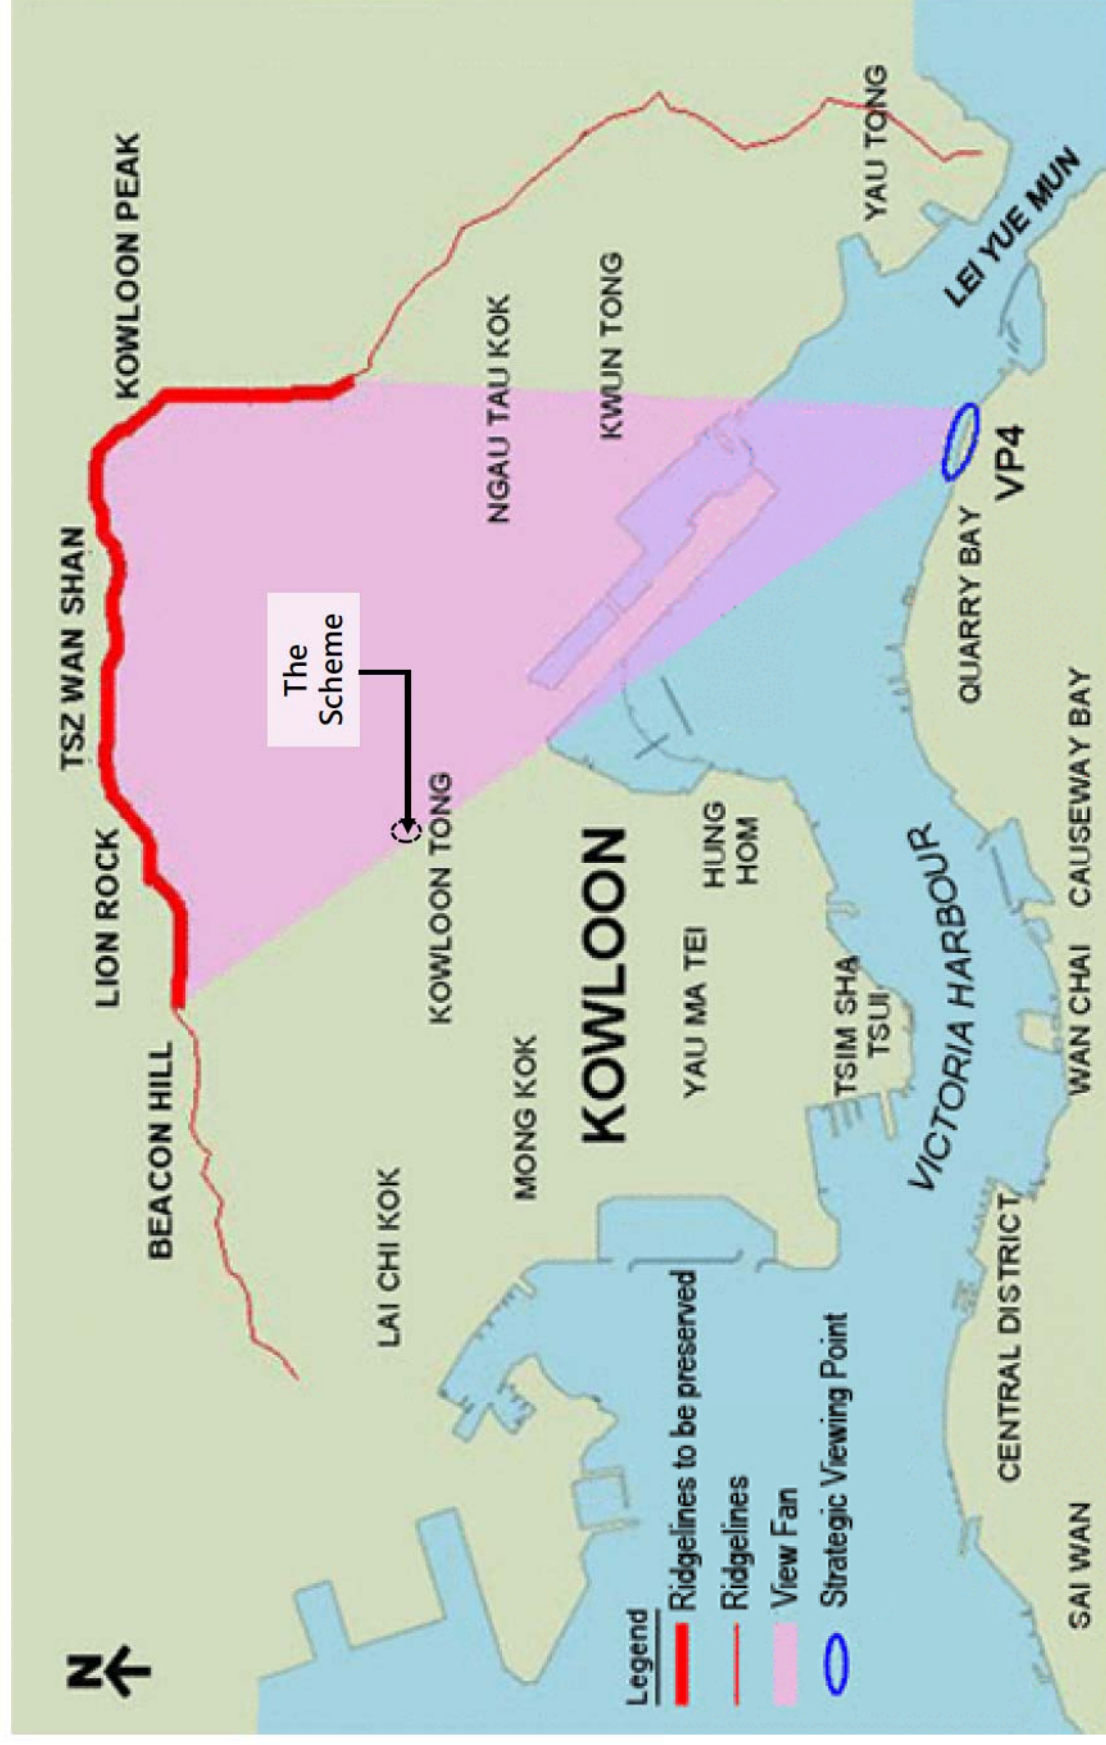 N
KOWLOON PEAK
TSZ WAN SHAN
LION ROCK
BEACON HILL
The
Scheme
LAI CHI KOK
KOWLOON TONG
NGAU TAU KOK
MONG KOK
KOWLOON
KWUN TONG
YAU MA TEI
HUNG
HOM
TSIM SHA
TSUI
YAU TONG
LEI YUE MUN
VICTORIA HARBOUR
VP4
QUARRY BAY
CENTRAL DISTRICT
SAI WAN
WAN CHAI
CAUSEWAY BAY
Legend
Ridgelines to be preserved
Ridgelines
View Fan
Strategic Viewing Point